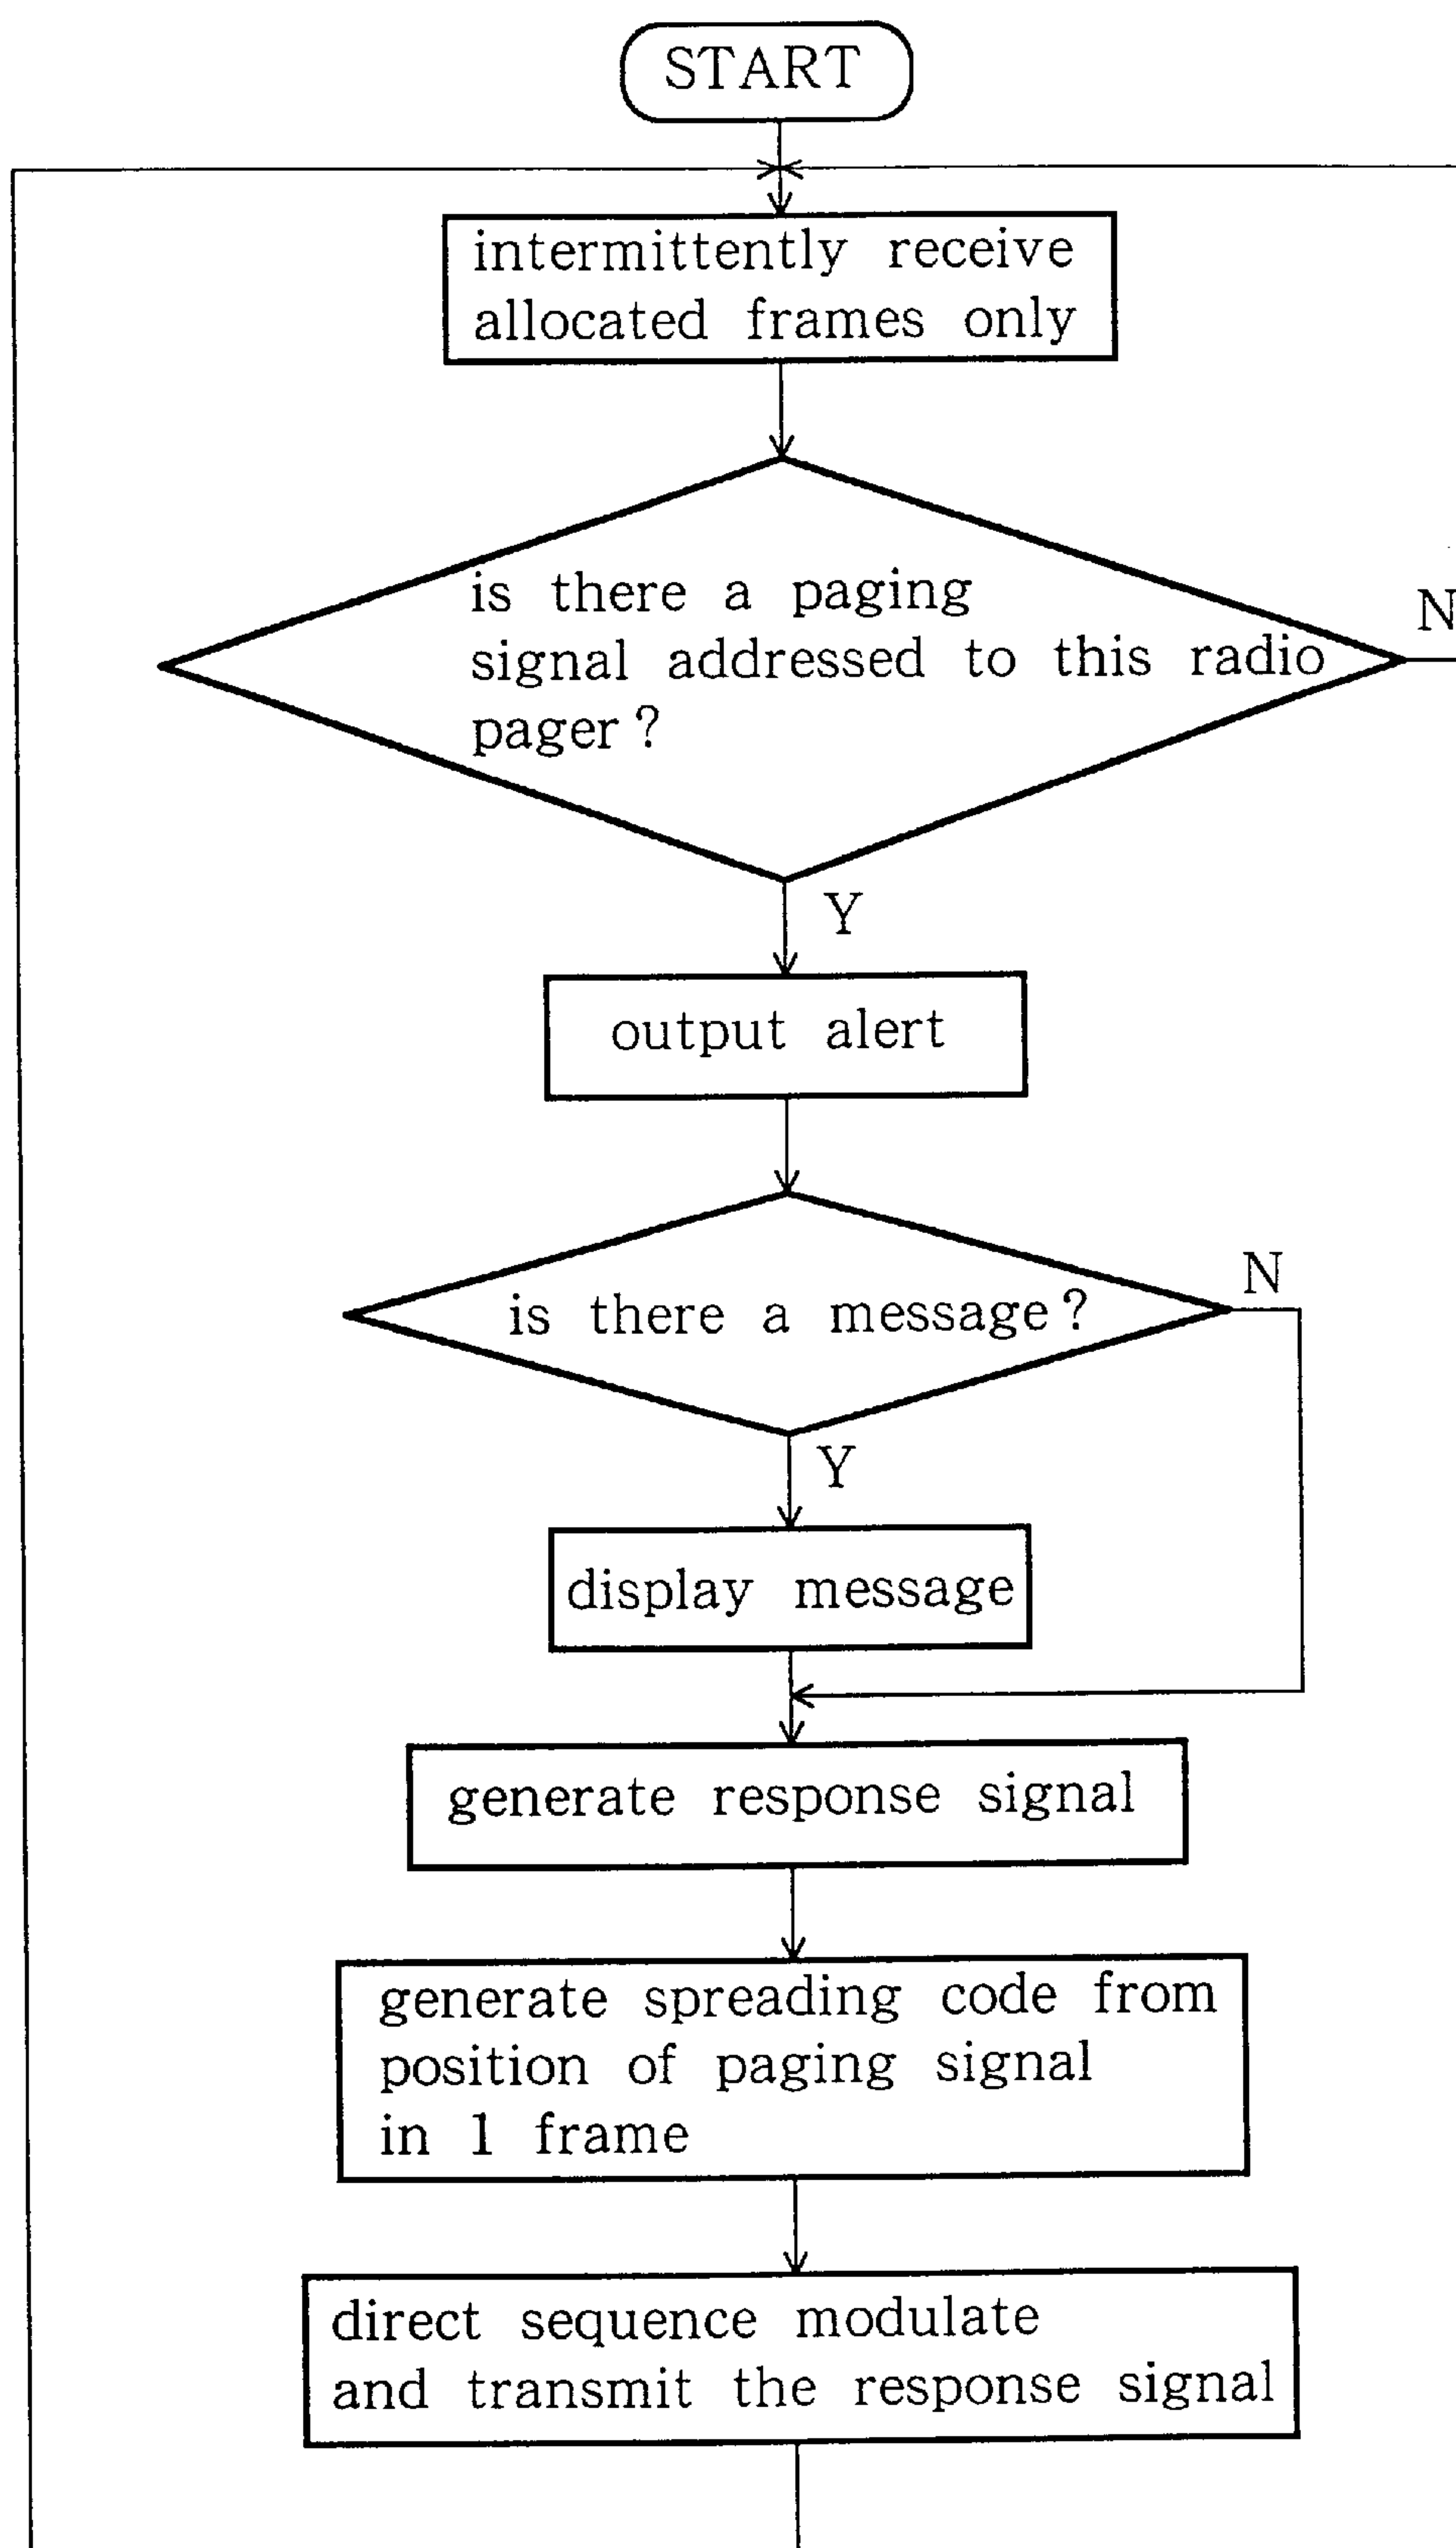 START
intermittently receive
allocated frames only
is there a paging
signal addressed to this radio
pager?
N
Y
output alert
is there a message?
N
Y
display message
generate response signal
generate spreading code from
position of paging signal
in 1 frame
direct sequence modulate
and transmit the response signal